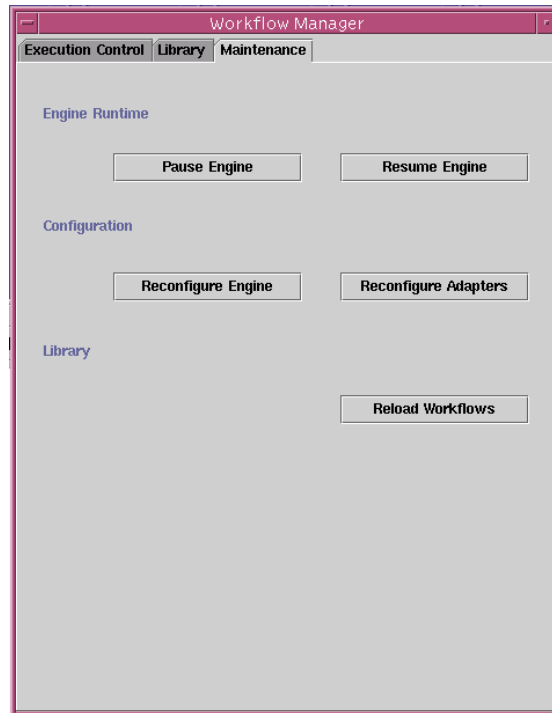 Workflow Manager
Execution Control Library Maintenance
Engine Runtime
Pause Engine Resume Engine
Configuration
Reconfigure Engine Reconfigure Adapters
Library
Reload Workflows